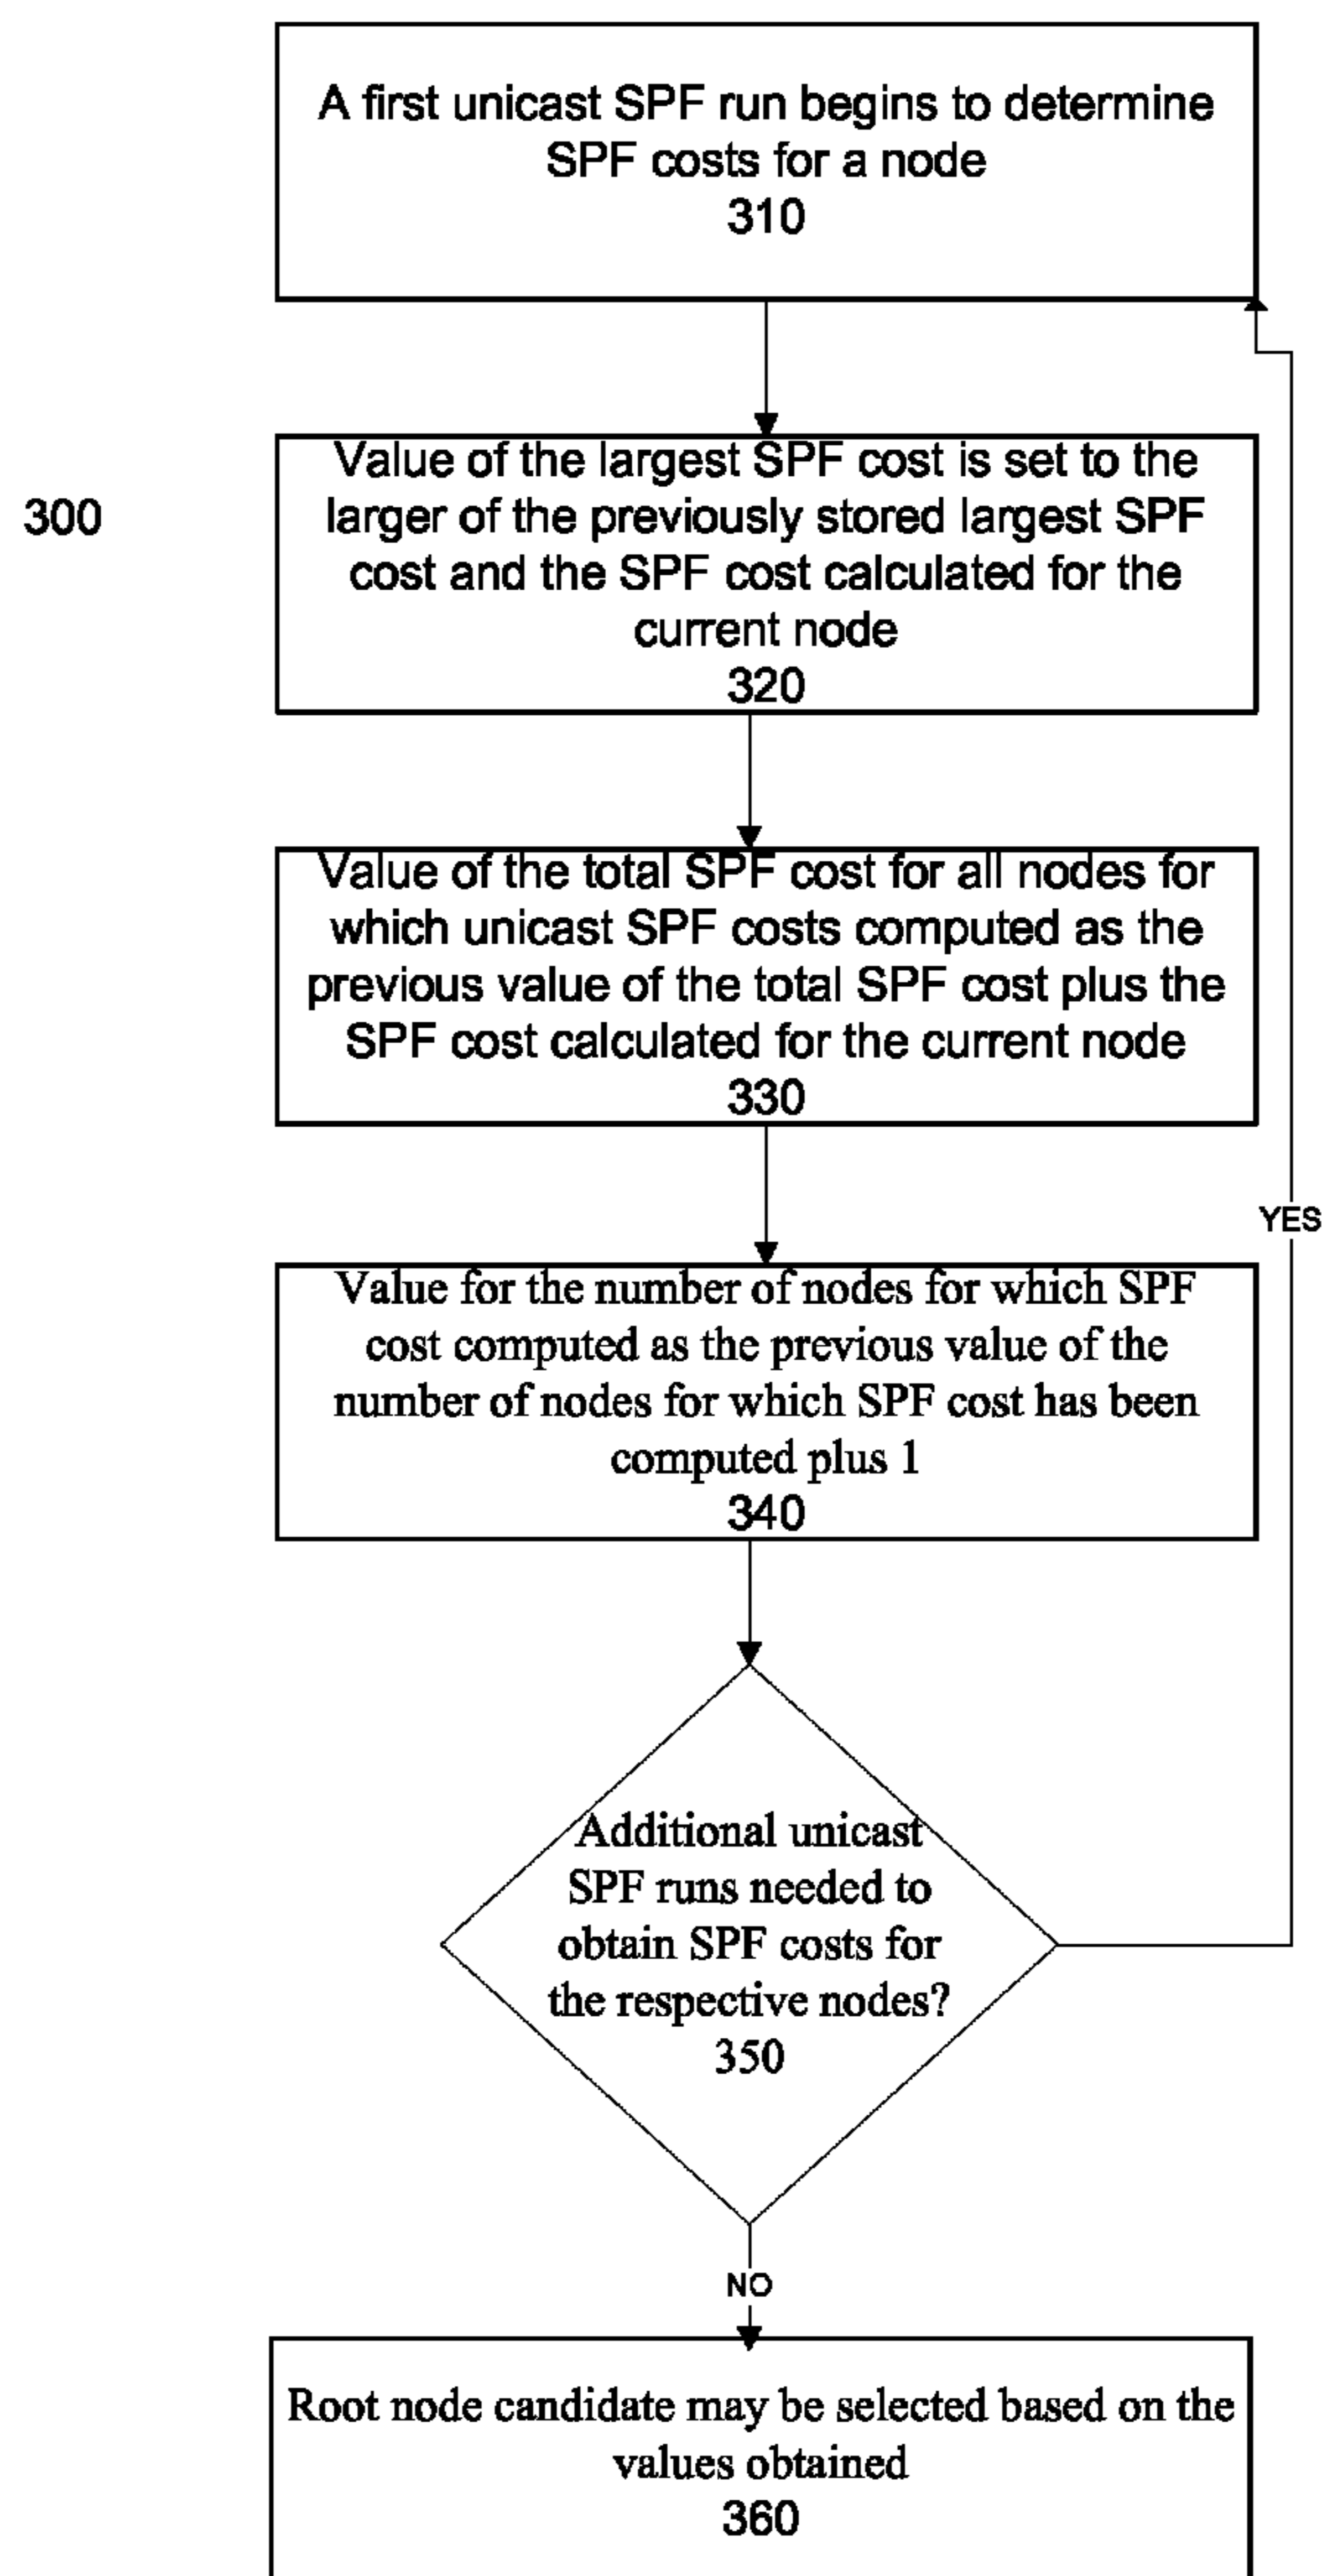 A first unicast SPF run begins to determine
SPF costs for a node
310
300
Value of the largest SPF cost is set to the
larger of the previously stored largest SPF
cost and the SPF cost calculated for the
current node
320
Value of the total SPF cost for all nodes for
which unicast SPF costs computed as the
previous value of the total SPF cost plus the
SPF cost calculated for the current node
330
YES
Value for the number of nodes for which SPF
cost computed as the previous value of the
number of nodes for which SPF cost has been
computed plus 1
340
Additional unicast
SPF runs needed to
obtain SPF costs for
the respective nodes?
350
NO
Root node candidate may be selected based on the
values obtained
360